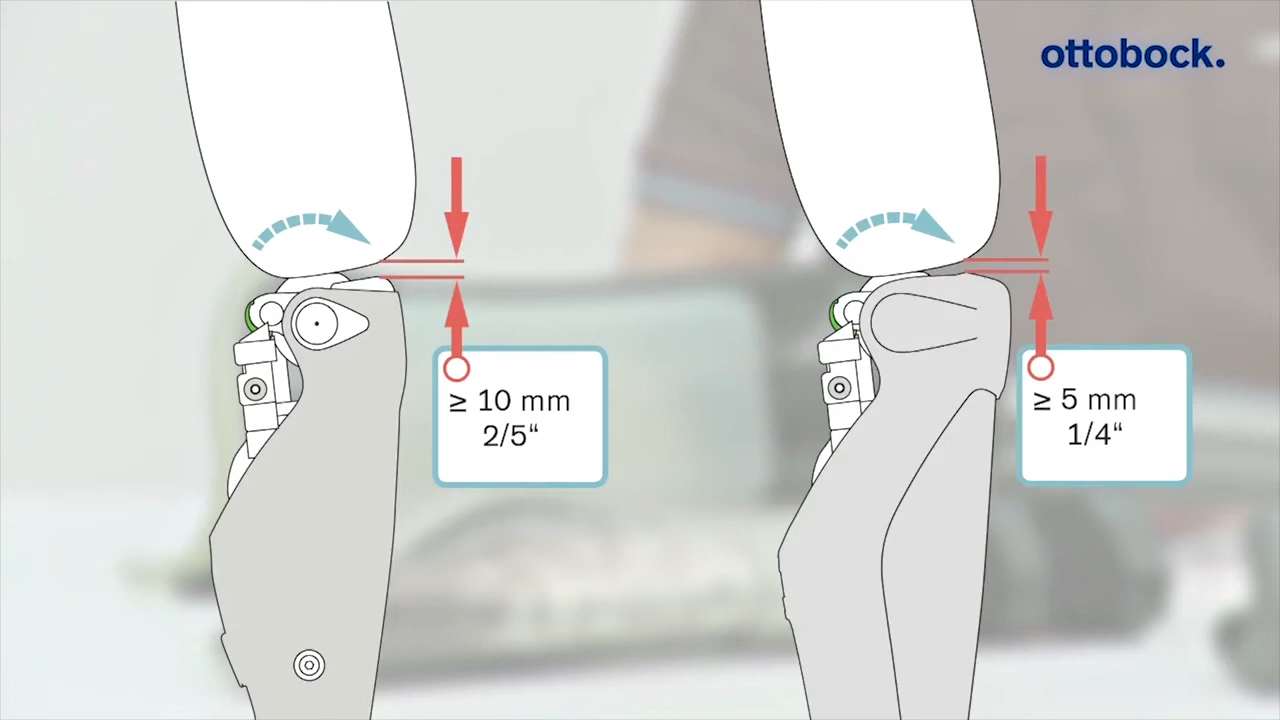 ottobock.
≥ 10 mm
2/5“
≥ 5 mm
1/4“